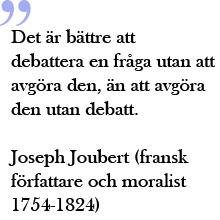 ”
Det är bättre att
debattera en fråga utan att
avgöra den, än att avgöra
den utan debatt.
Joseph Joubert (fransk
författare och moralist
1754-1824)